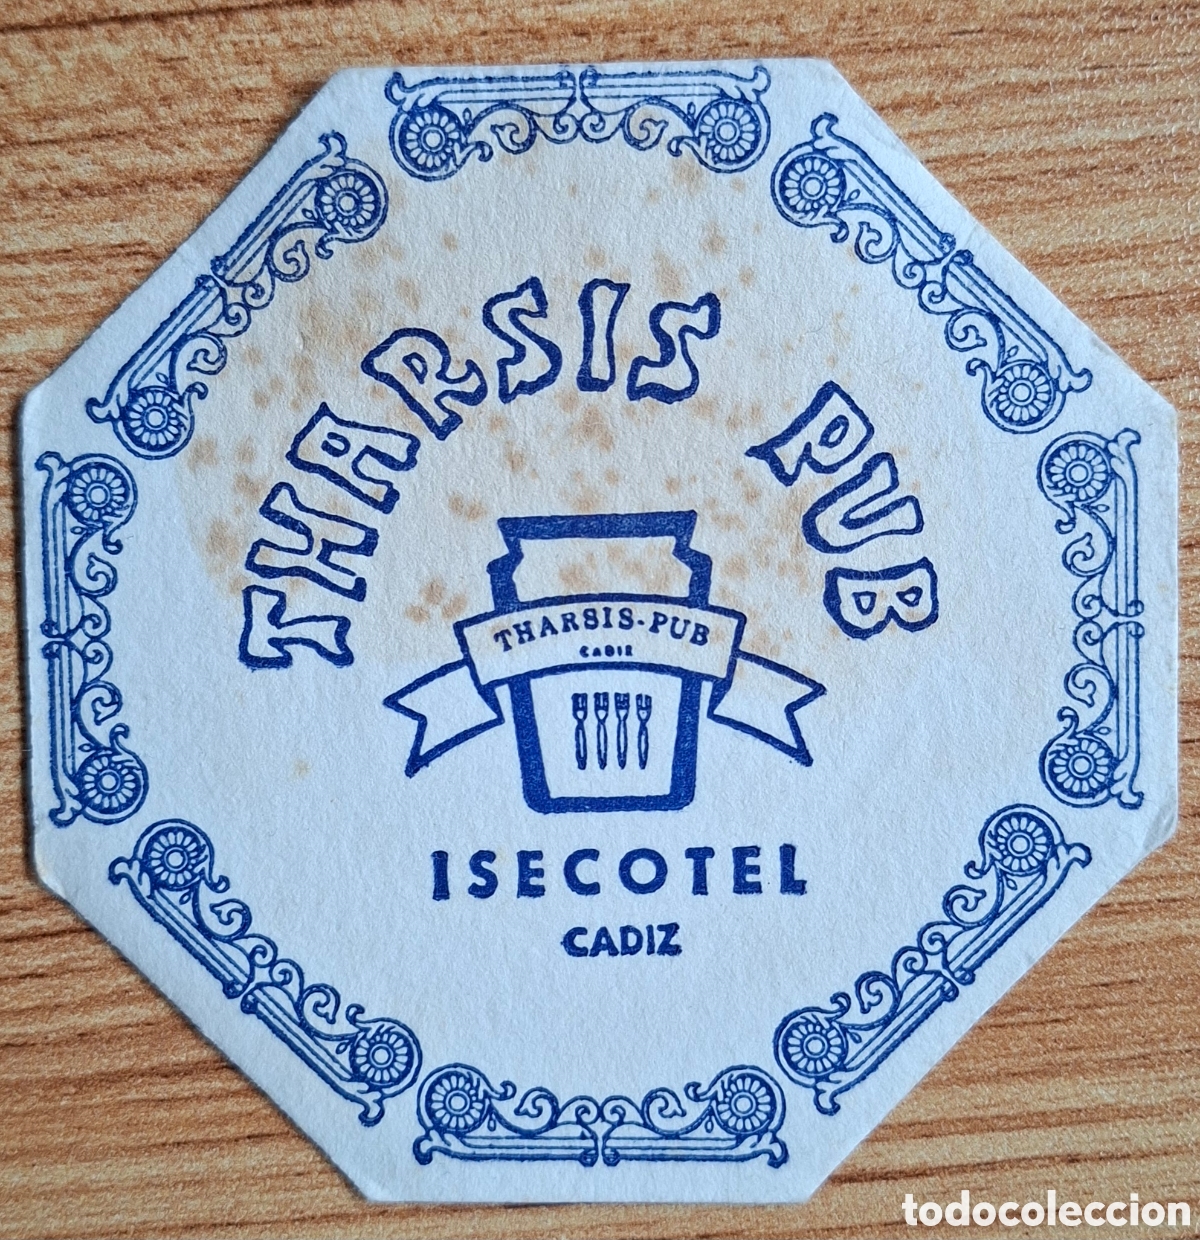 THARSIS PUB
THARSIS-PUB
CADIZ
ISECOTEL
CADIZ
todocoleccion